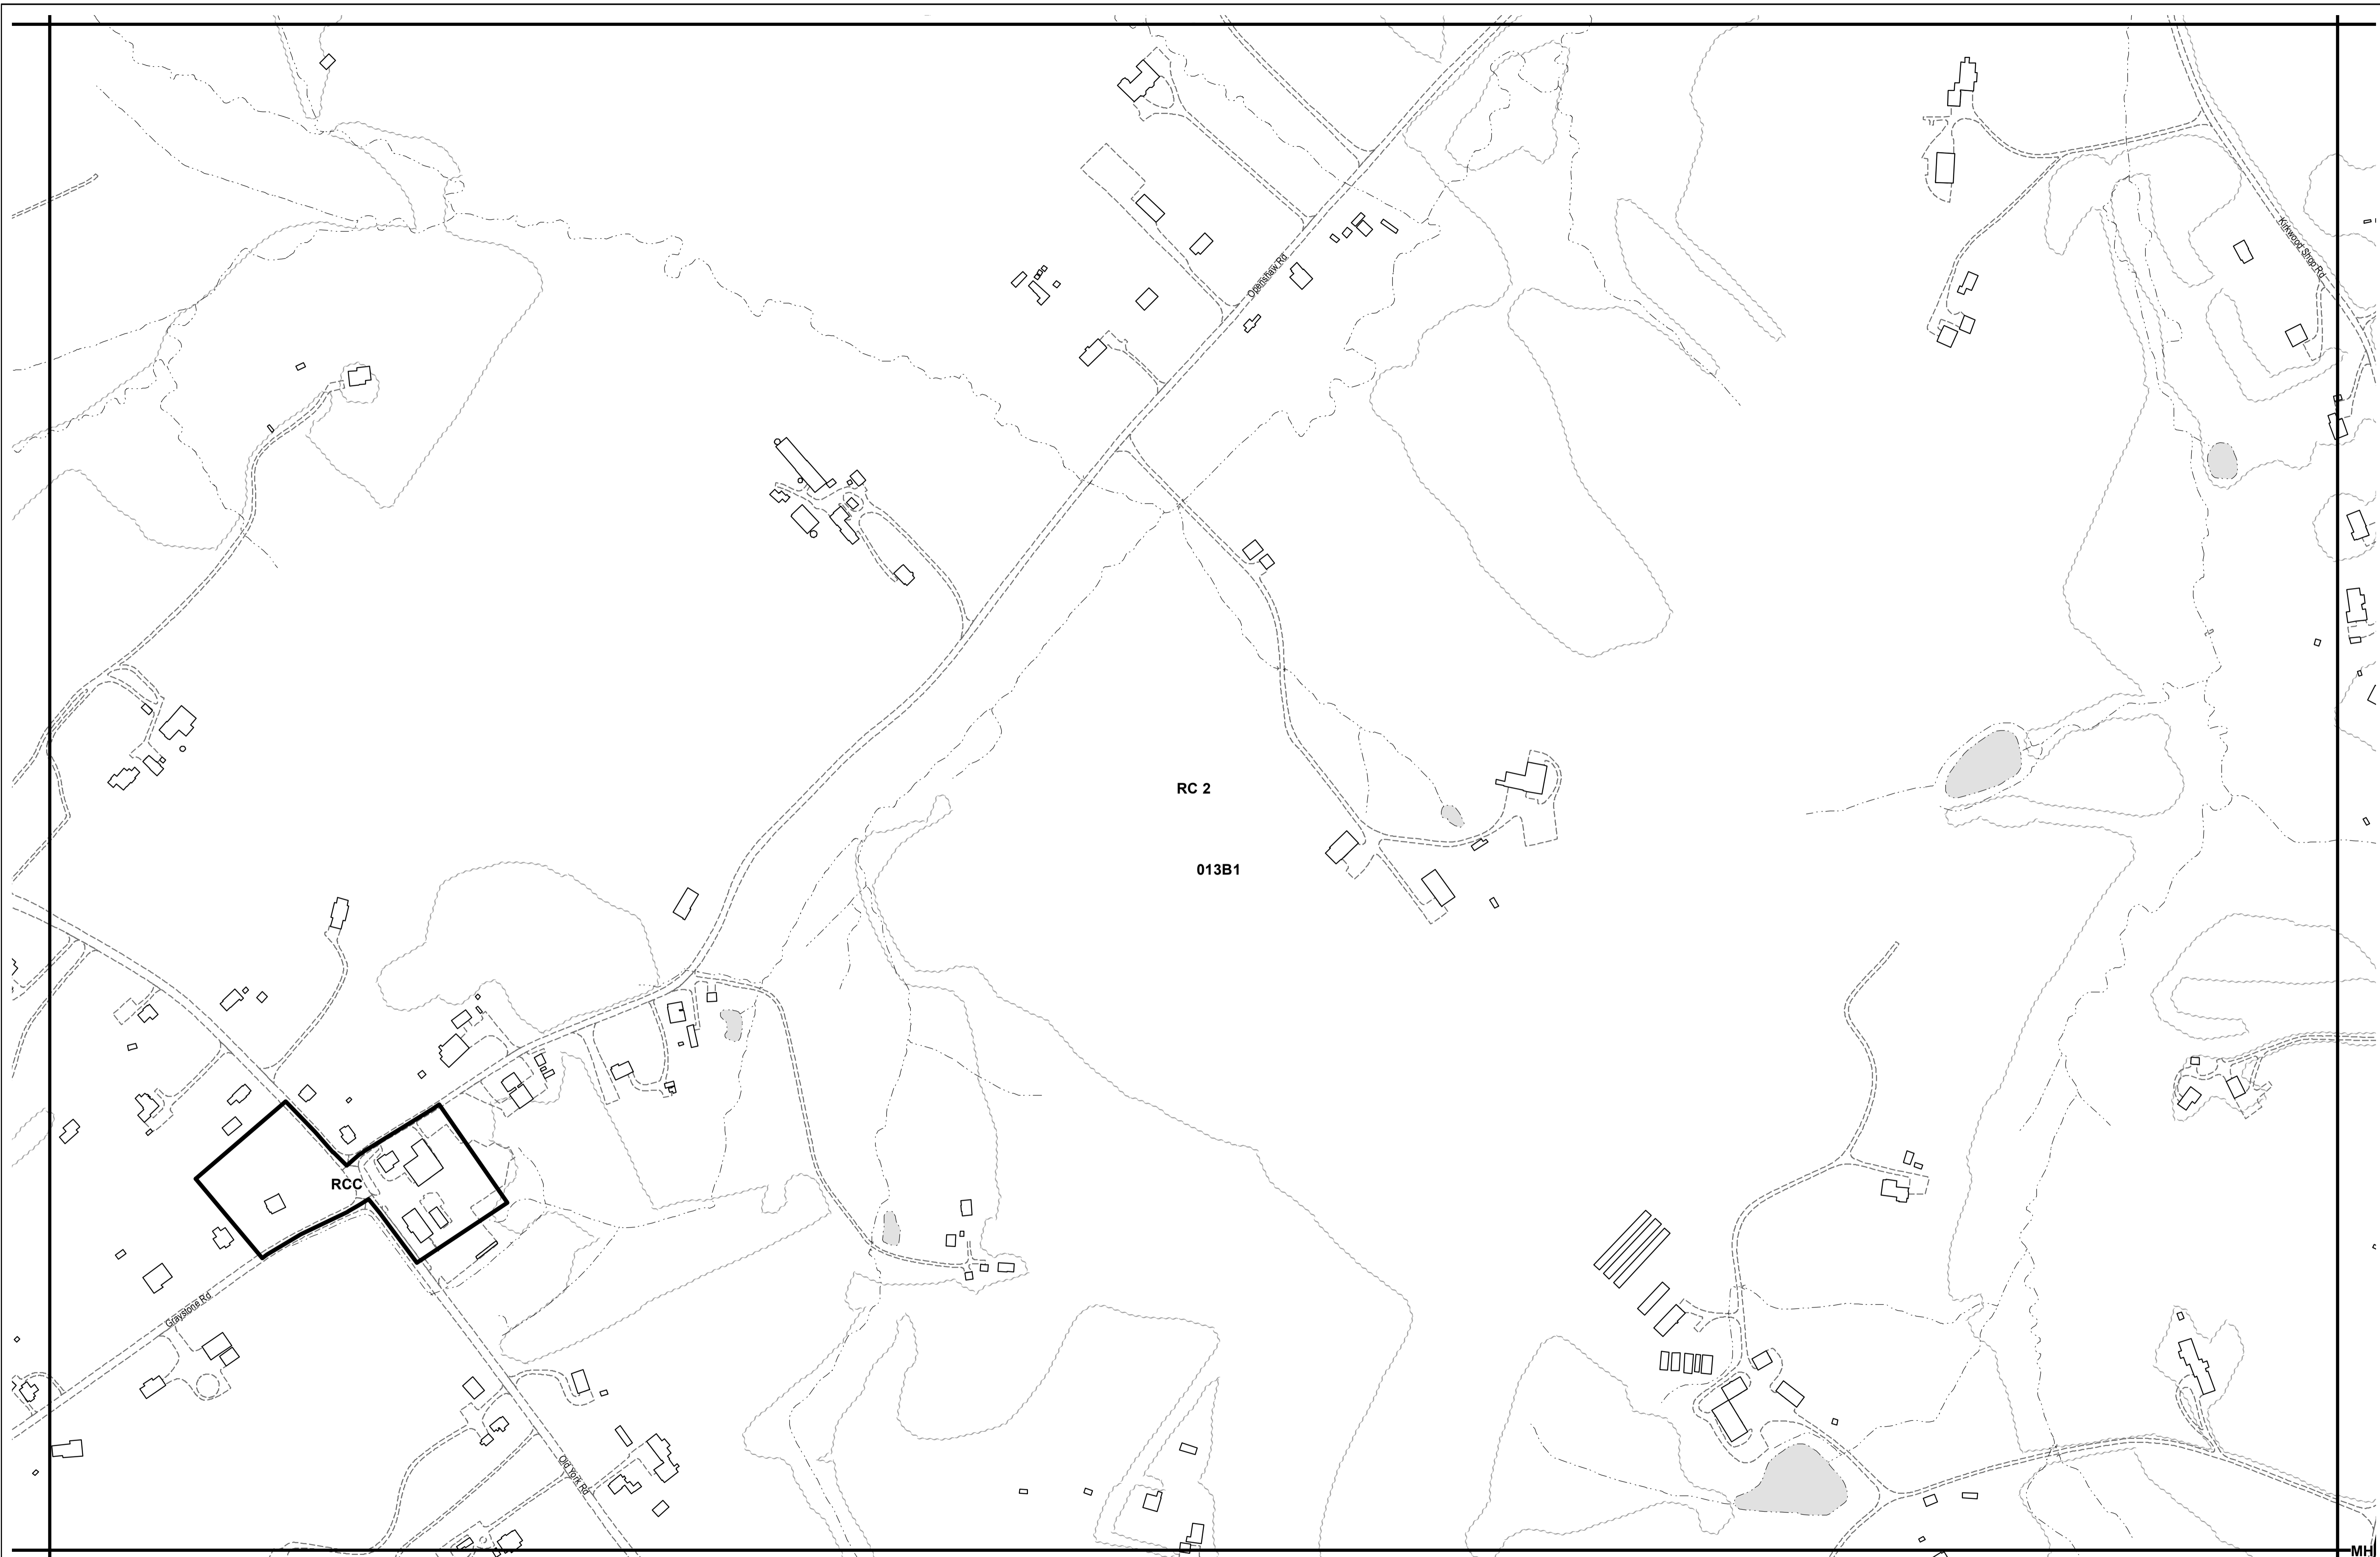 Kirkwood Shop Rd
Openshaw Rd
RC 2
013B1
RCC
Graystone Rd
Old York Rd
MH